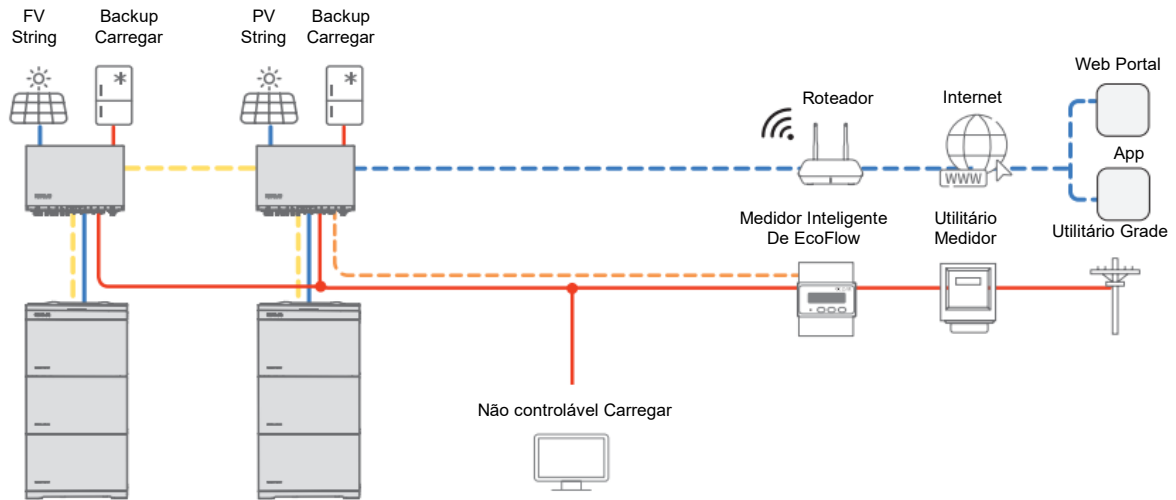 FV
String
Backup
Carregar
PV
String
Backup
Carregar
Web Portal
Roteador
Internet
WWW
App
Medidor Inteligente
De EcoFlow
Utilitário
Medidor
Utilitário Grade
Não controlável Carregar